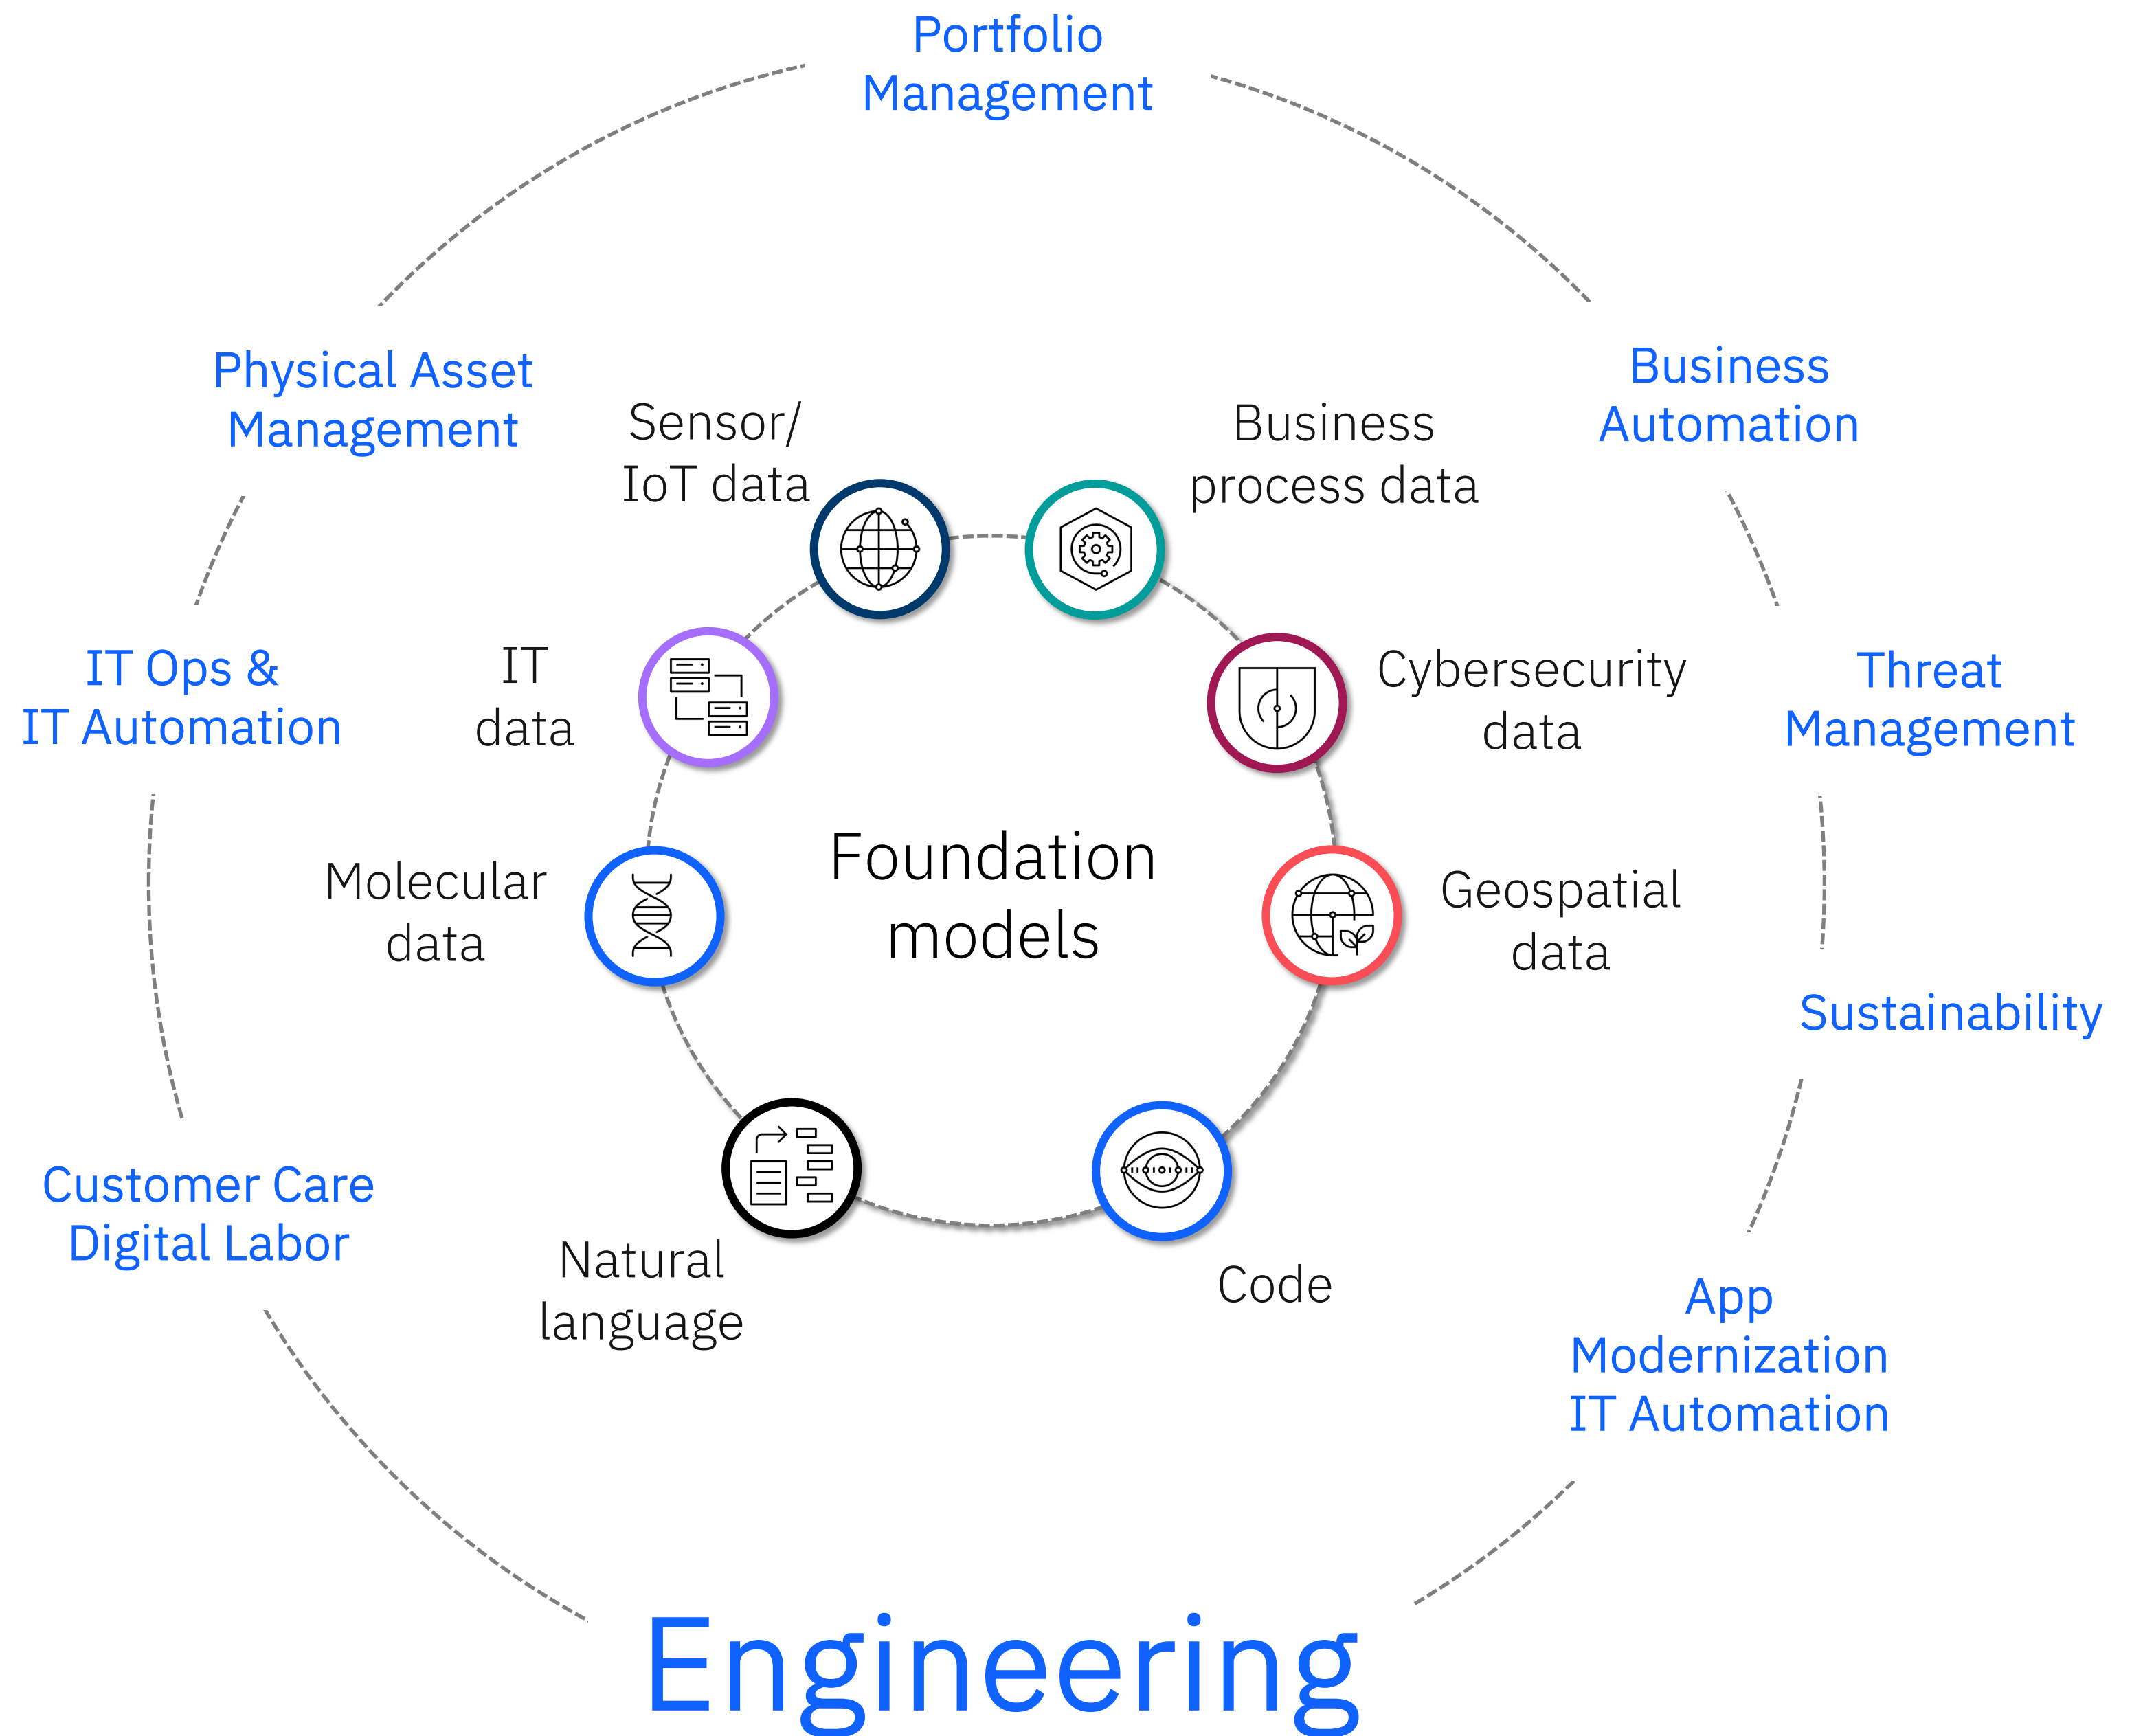 Portfolio
Management
Physical Asset
Management
Business
Automation
Sensor/
IoT data
Business
process data
IT Ops &
IT Automation
IT
data
Cybersecurity
data
Threat
Management
Foundation
models
Molecular
data
Geospatial
data
Sustainability
Customer Care
Digital Labor
Natural
language
Code
App
Modernization
IT Automation
Engineering